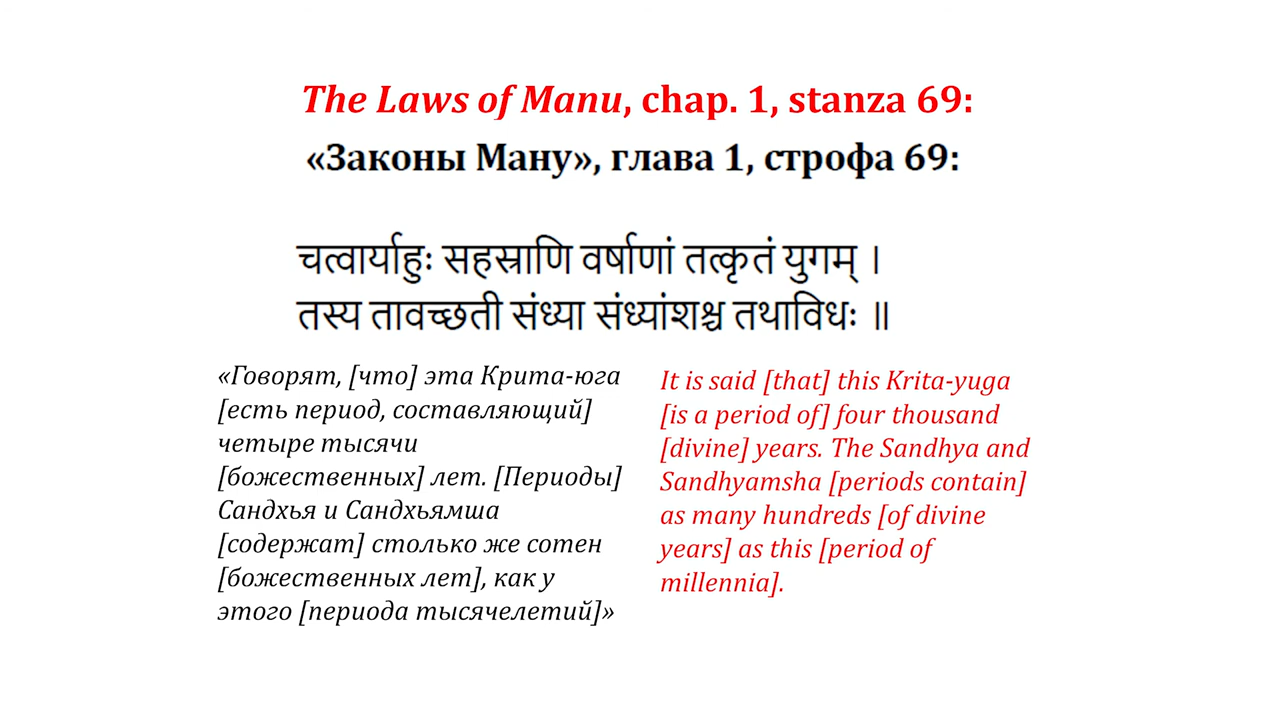 The Laws of Manu, chap. 1, stanza 69:
«Законы Ману», глава 1, строфа 69:
चत्वार्याहुः सहस्राणि वर्षाणां तत्कृतं युगम् ।
तस्य तावच्छती संध्या संध्यांशश्च तथाविधः ॥
«Говорят, [что] эта Крита-юга
[есть период, составляющий]
четыре тысячи
[божественных] лет. [Периоды]
Сандхья и Сандхьямша
[содержат] столько же сотен
[божественных лет], как у
этого [периода тысячелетий]»
It is said [that] this Krita-yuga
[is a period of] four thousand
[divine] years. The Sandhya and
Sandhyamsha [periods contain]
as many hundreds [of divine
years] as this [period of
millennia].